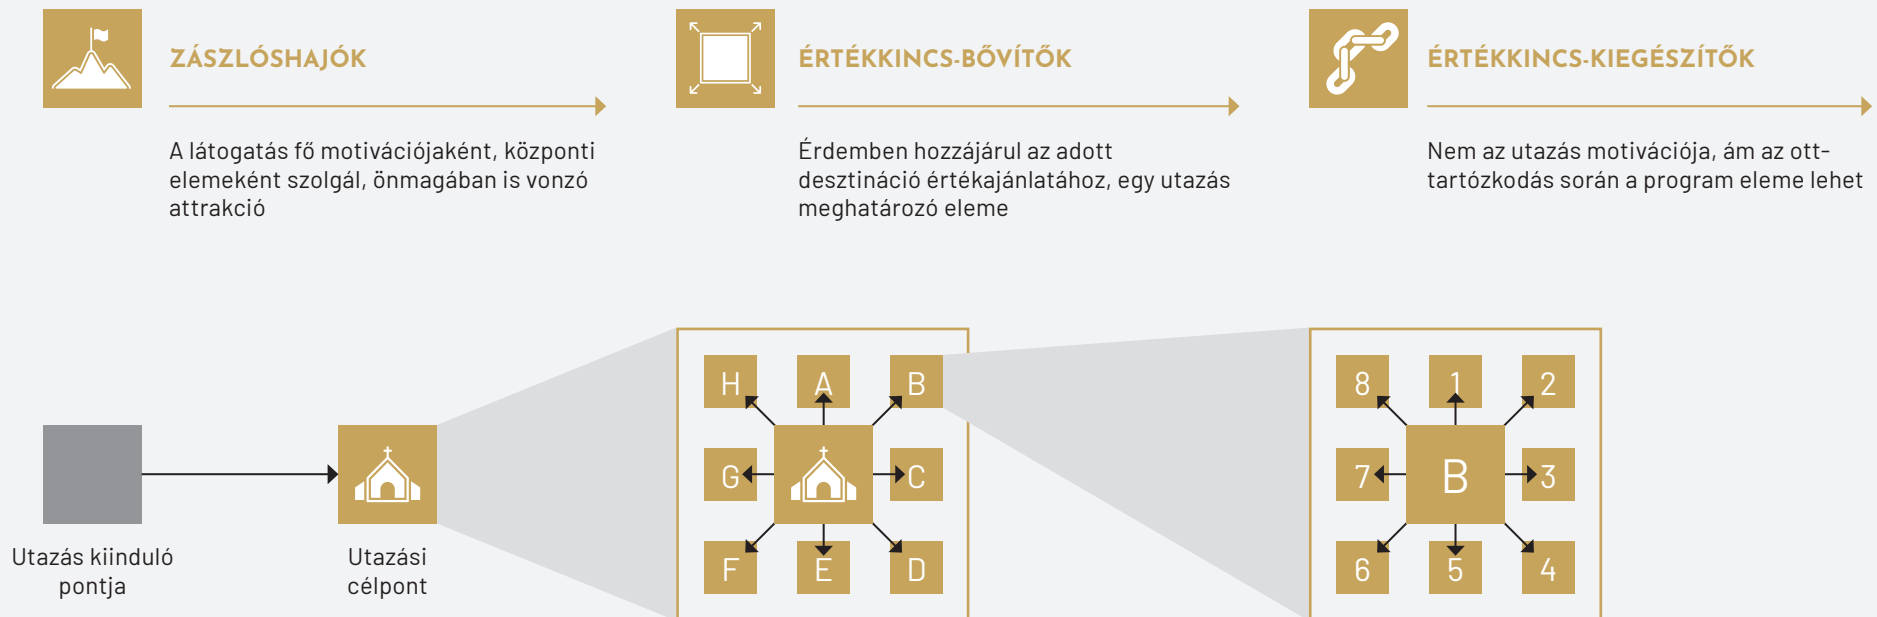 ZÁSZLÓSHAJÓK
A látogatás fő motivációjaként, központi
elemeként szolgál, önmagában is vonzó
attrakció
ÉRTÉKKINCS-BŐVÍTŐK
Érdemben hozzájárul az adott
desztináció értékajánlatához, egy utazás
meghatározó eleme
ÉRTÉKKINCS-KIEGÉSZÍTŐK
Nem az utazás motivációja, ám az ott-
tartózkodás során a program eleme lehet
Utazás kiinduló
pontja
Utazási
célpont
H A B
G C
F E D
8 1 2
7 B 3
6 5 4